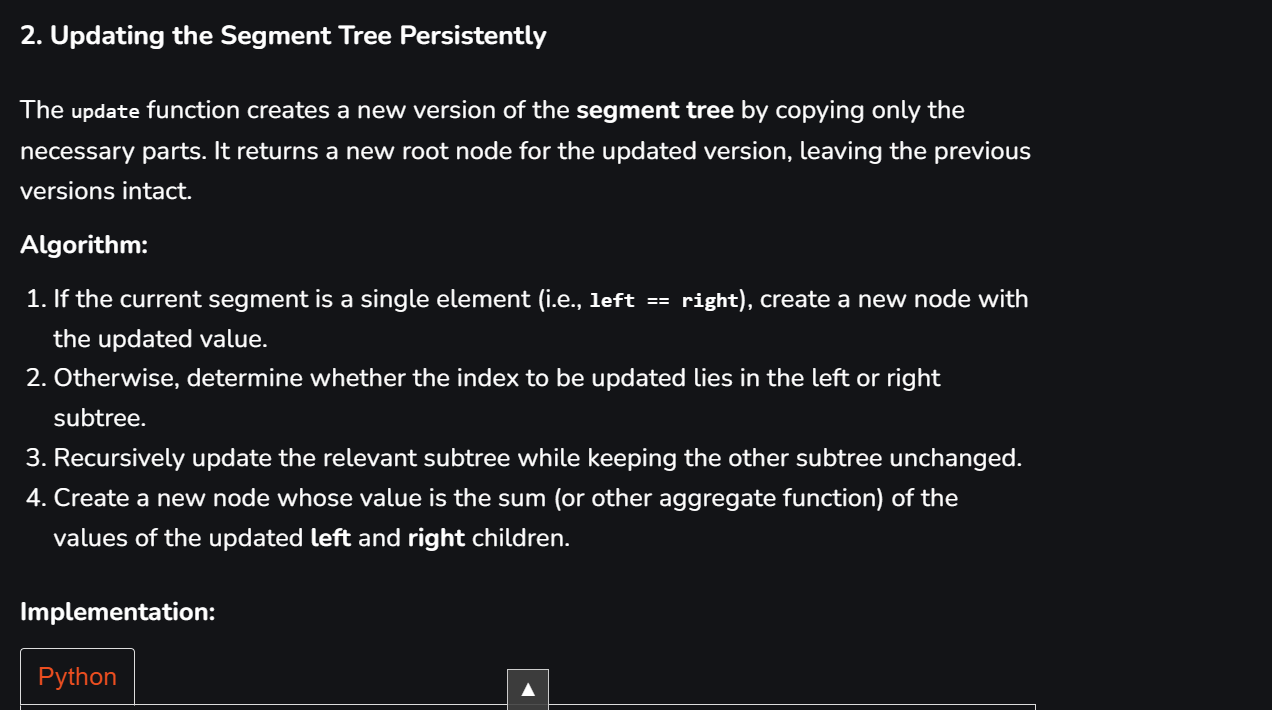 2. Updating the Segment Tree Persistently
The update function creates a new version of the segment tree by copying only the
necessary parts. It returns a new root node for the updated version, leaving the previous
versions intact.
Algorithm:
1. If the current segment is a single element (i.e., left == right), create a new node with
the updated value.
2. Otherwise, determine whether the index to be updated lies in the left or right
subtree.
3. Recursively update the relevant subtree while keeping the other subtree unchanged.
4. Create a new node whose value is the sum (or other aggregate function) of the
values of the updated left and right children.
Implementation:
Python
▲